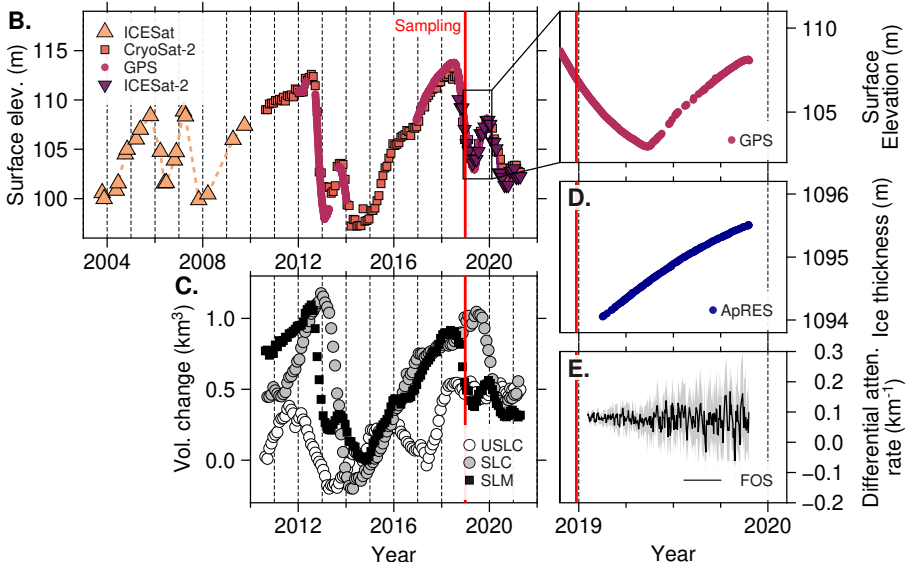 B.
ICESat
CryoSat-2
GPS
ICESat-2
Sampling
Surface elev. (m)
115
110
105
100
2004
2008
2012
2016
2020
Surface
Elevation (m)
110
105
GPS
C.
Vol. change (km³)
1.0
0.5
0.0
USLC
SLC
SLM
2012
2016
2020
Year
D.
Ice thickness (m)
1096
1095
1094
ApRES
E.
Differential atten.
rate (km⁻¹)
0.3
0.2
0.1
0.0
−0.1
−0.2
FOS
2019
2020
Year